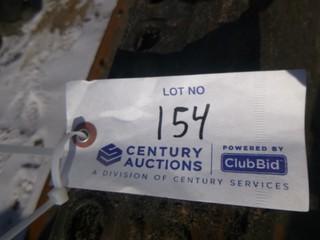 LOT NO
154
CENTURY AUCTIONS
POWERED BY
ClubBid
A DIVISION OF CENTURY SERVICES